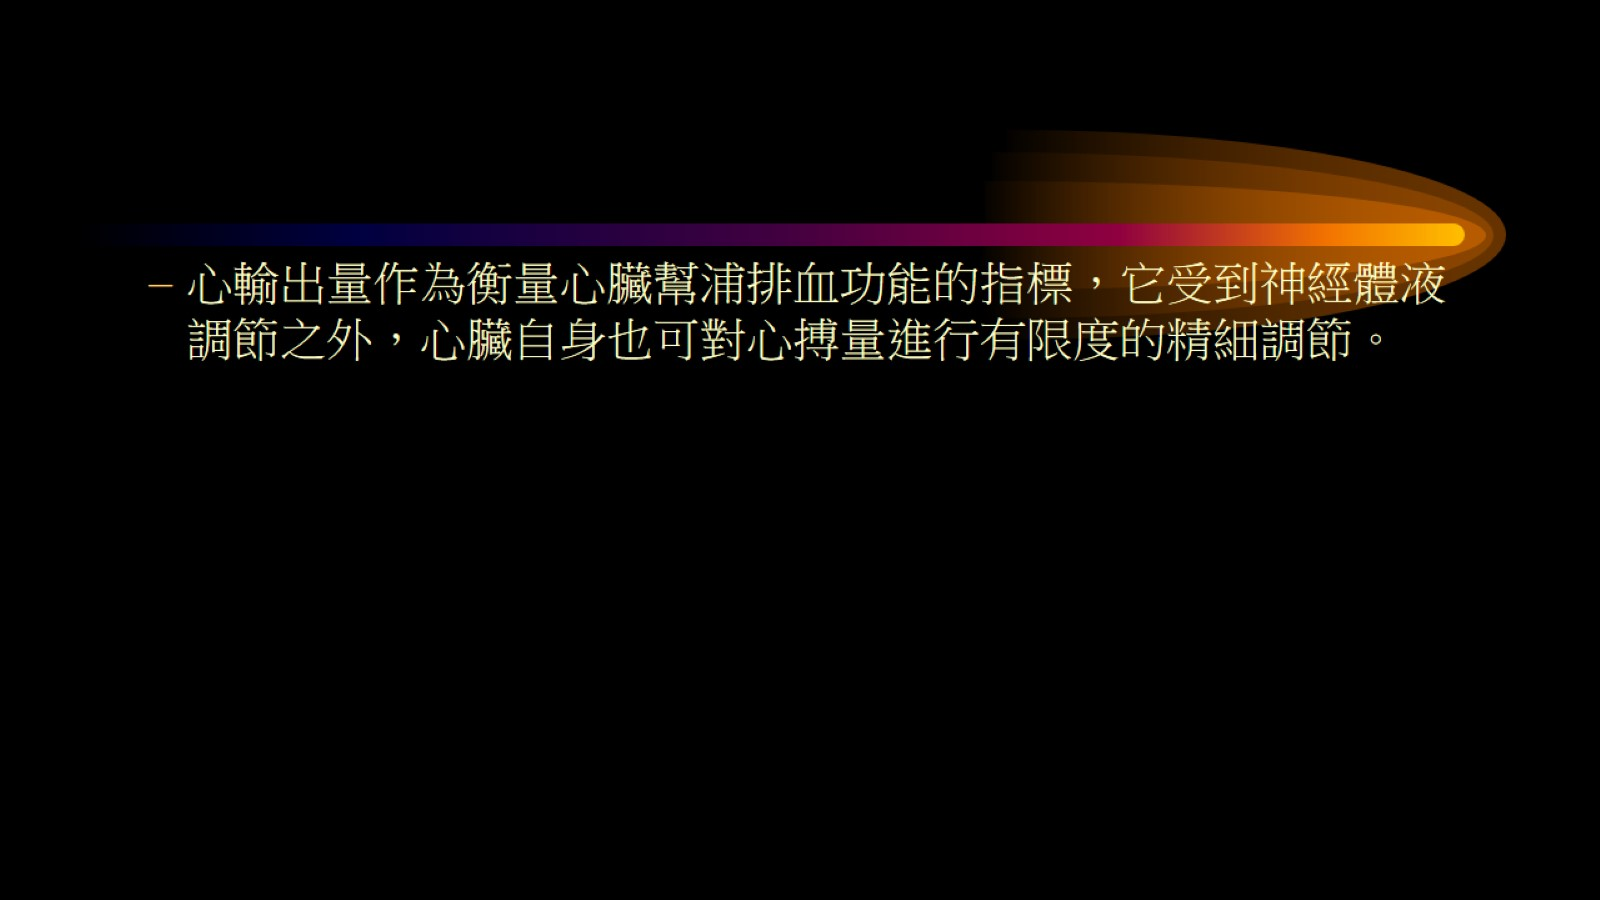 – 心輸出量作為衡量心臟幫浦排血功能的指標，它受到神經體液
調節之外，心臟自身也可對心搏量進行有限度的精細調節。